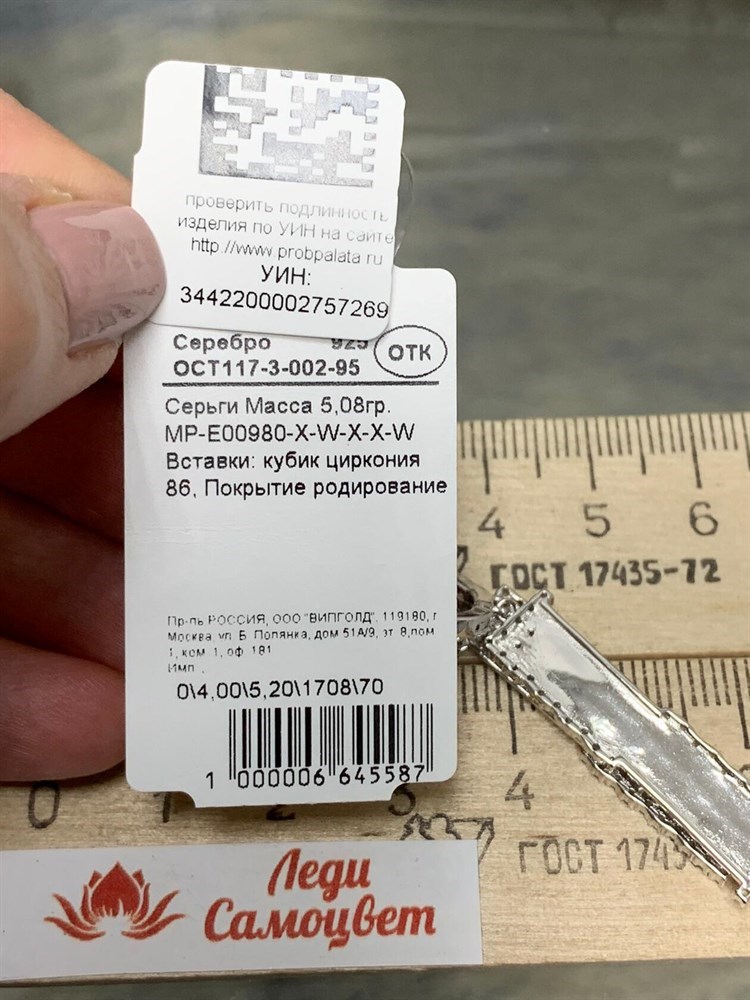 проверить подлинность
изделия по УИН на сайте
http://www.probpalata.ru
УИН:
3442200002757269
Серебро 925
ОТК
ОСТ117-3-002-95
Серьги Масса 5,08гр.
MP-E00980-X-W-X-X-W
Вставки: кубик циркония
86, Покрытие родирование
Пр-ль РОССИЯ, ООО "ВИПГОЛД", 119180, г
Москва, ул. Б. Полянка, дом 51А/9, эт 8,пом
1, ком. 1, оф. 181
Имп.
0\4,00\5,20\1708\70
1 000006 645587
4 5 6
ГОСТ 17435-72
0 1 2 3 4
ГОСТ 1743
Леди
Самоцвет